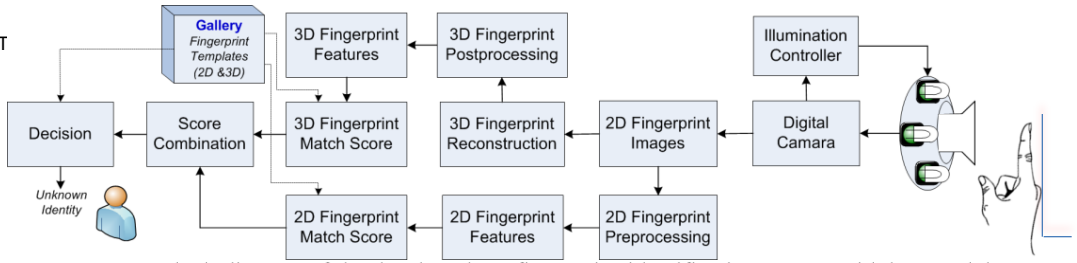 T
Gallery
Fingerprint
Templates
(2D &3D)
3D Fingerprint
Features
3D Fingerprint
Postprocessing
Illumination
Controller
Decision
Score
Combination
3D Fingerprint
Match Score
3D Fingerprint
Reconstruction
2D Fingerprint
Images
Digital
Camara
Unknown
Identity
2D Fingerprint
Match Score
2D Fingerprint
Features
2D Fingerprint
Preprocessing